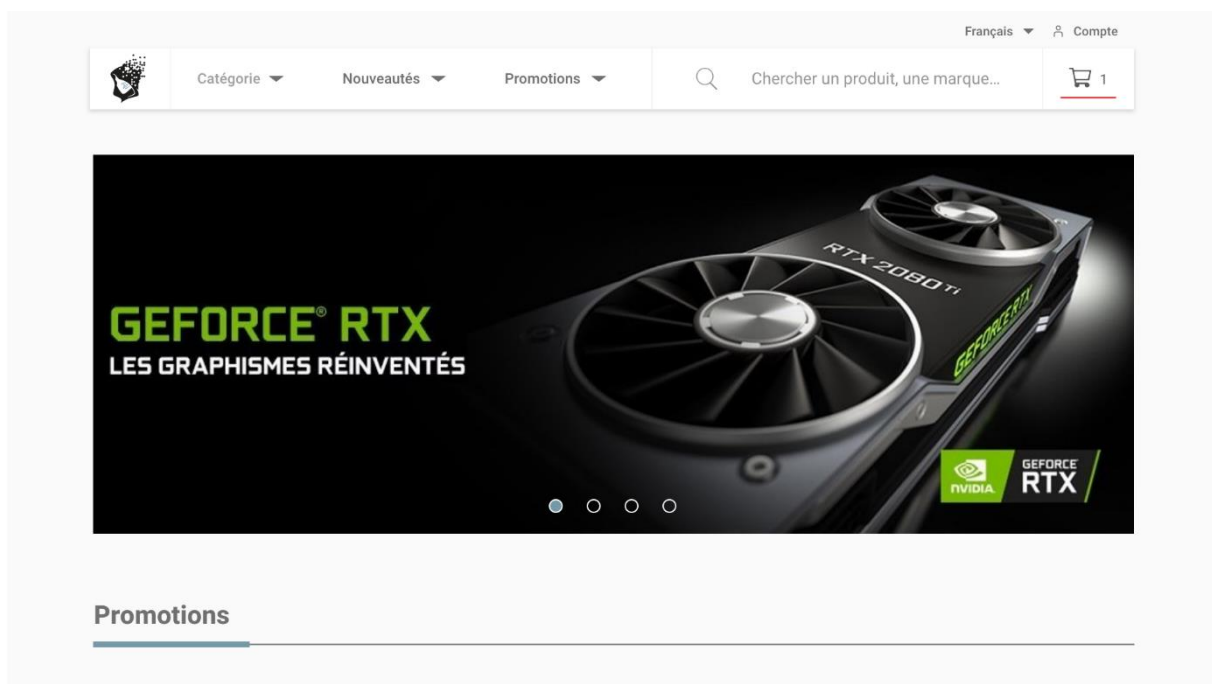 Français Compte
Catégorie Nouveautés Promotions Chercher un produit, une marque... 1
RTX 2080 Ti
GEFORCE RTX
GEFORCE® RTX
LES GRAPHISMES RÉINVENTÉS
NVIDIA. GEFORCE RTX
Promotions